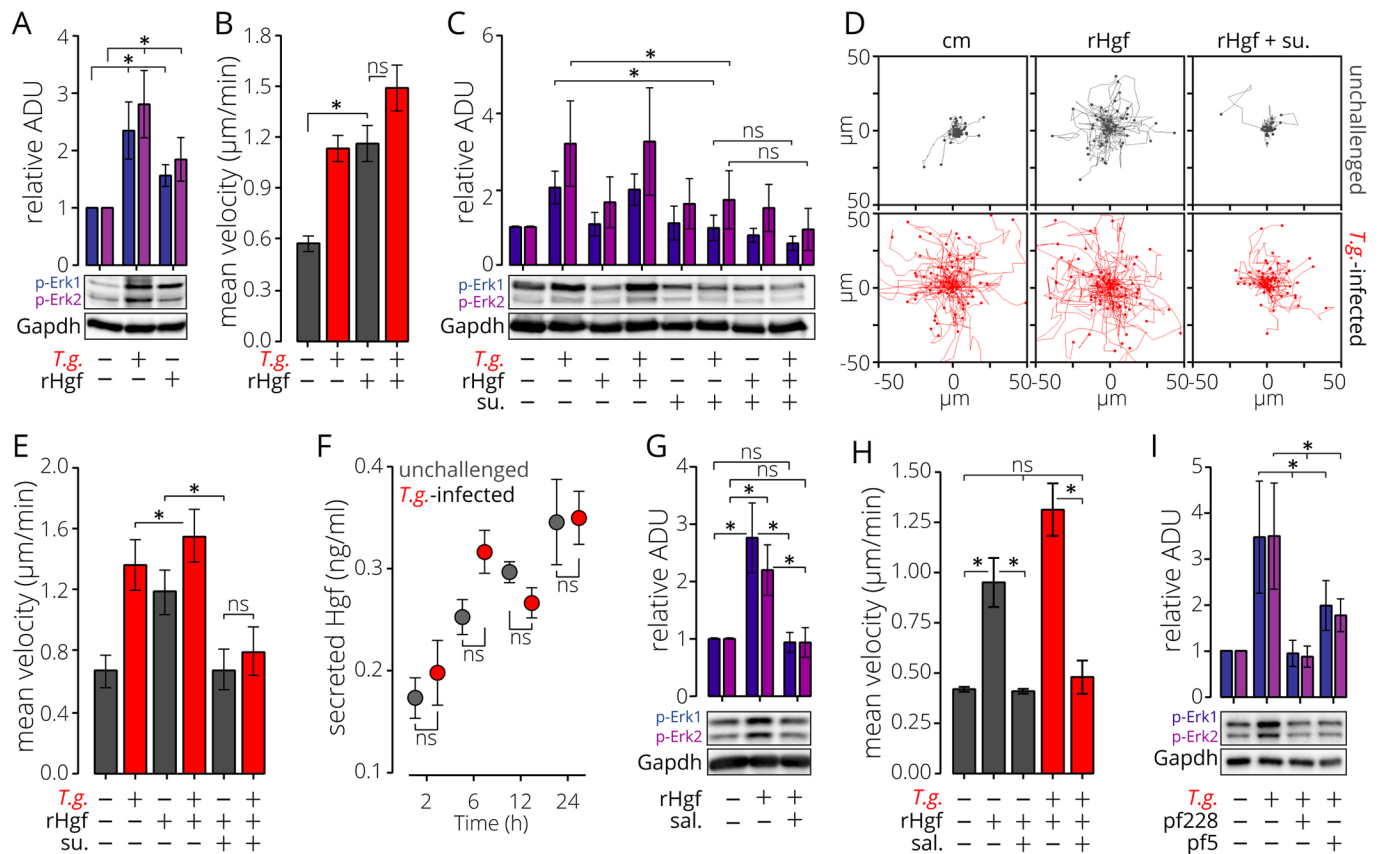 A
4
3
2
1
0
relative ADU
*
*
p-Erk1
p-Erk2
Gapdh
T.g. – + –
rHgf – – +
B
1.8
1.5
1.2
0.9
0.6
0.3
0.0
mean velocity (µm/min)
*
ns
T.g. – + – +
rHgf – – + +
C
6
4
2
0
relative ADU
*
*
ns
ns
p-Erk1
p-Erk2
Gapdh
T.g. – + – + – + – +
rHgf – – + + – – + +
su. – – – – + + + +
D
cm rHgf rHgf + su.
50
µm
0
50
unchallenged
50
µm
0
-50
T.g.-infected
-50 0 50 -50 0 50 -50 0 50
µm µm µm
E
2.0
1.6
1.2
0.8
0.4
0.0
mean velocity (µm/min)
*
*
ns
T.g. – + – + – +
rHgf – – + + + +
su. – – – – + +
F
0.4
0.3
0.2
0.1
secreted Hgf (ng/ml)
unchallenged
T.g.-infected
ns
ns
ns
ns
2 6 12 24
Time (h)
G
4
3
2
1
0
relative ADU
ns
ns
*
* *
*
p-Erk1
p-Erk2
Gapdh
rHgf – + +
sal. – – +
H
1.50
1.25
1.00
0.75
0.50
0.25
0.00
mean velocity (µm/min)
ns
*
* *
T.g. – – – + +
rHgf – + + + +
sal. – – + – +
I
5
4
3
2
1
0
relative ADU
*
*
p-Erk1
p-Erk2
Gapdh
T.g. – + + +
pf228 – – + –
pf5 – – – +